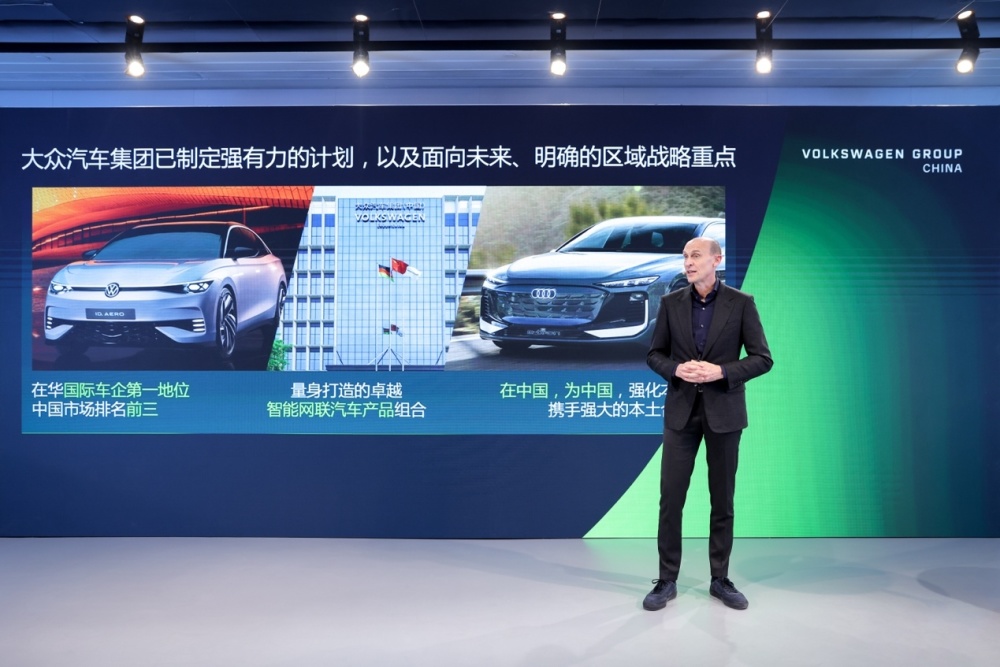 大众汽车集团已制定强有力的计划，以及面向未来、明确的区域战略重点
VOLKSWAGEN GROUP
CHINA
VOLKSWAGEN
ID. AERO
在华国际车企第一地位
中国市场排名前三
量身打造的卓越
智能网联汽车产品组合
在中国，为中国，强化
携手强大的本土